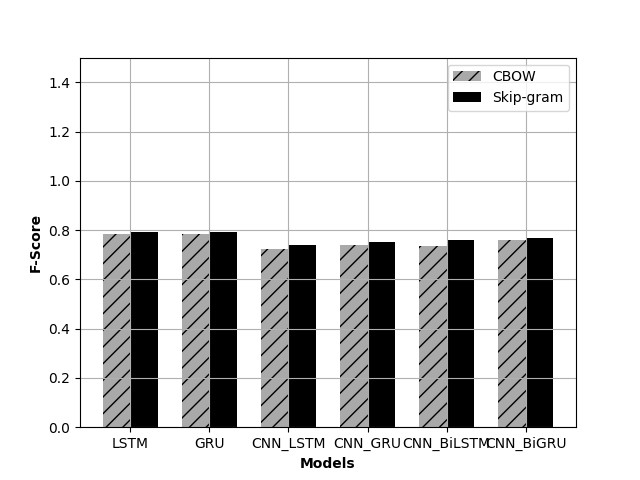 1.4
1.2
1.0
0.8
0.6
0.4
0.2
0.0
F-Score
CBOW
Skip-gram
LSTM GRU CNN_LSTM CNN_GRU CNN_BiLSTM CNN_BiGRU
Models